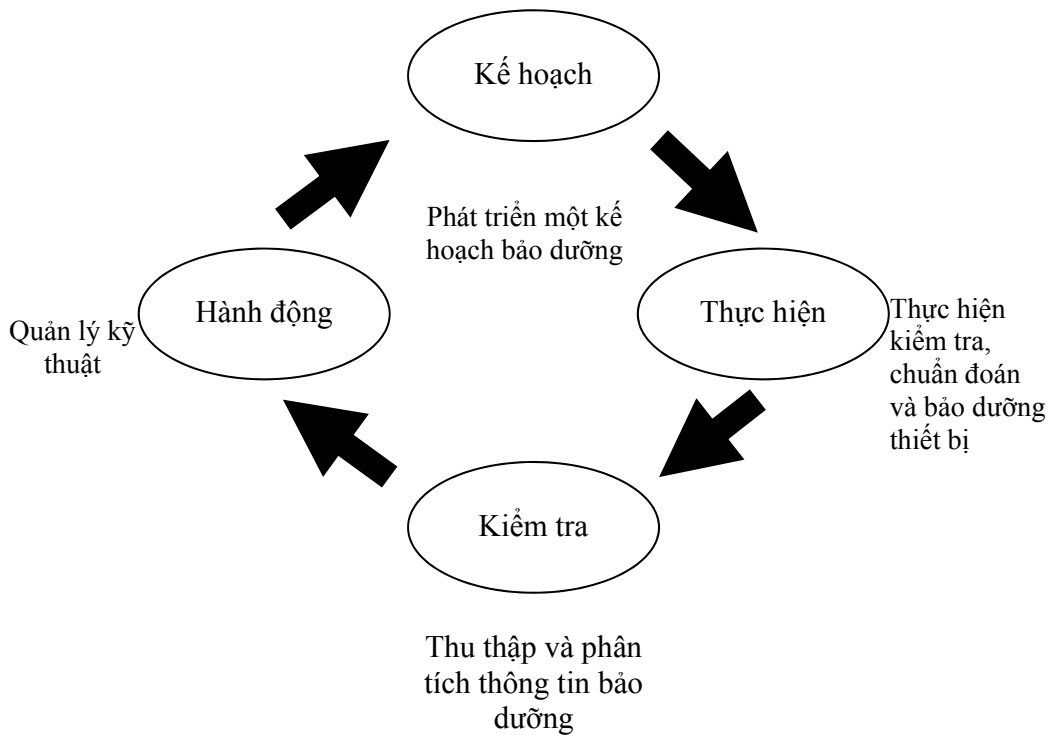 Kế hoạch
Phát triển một kế
hoạch bảo dưỡng
Thực hiện
Thực hiện
kiểm tra,
chuẩn đoán
và bảo dưỡng
thiết bị
Kiểm tra
Thu thập và phân
tích thông tin bảo
dưỡng
Hành động
Quản lý kỹ
thuật